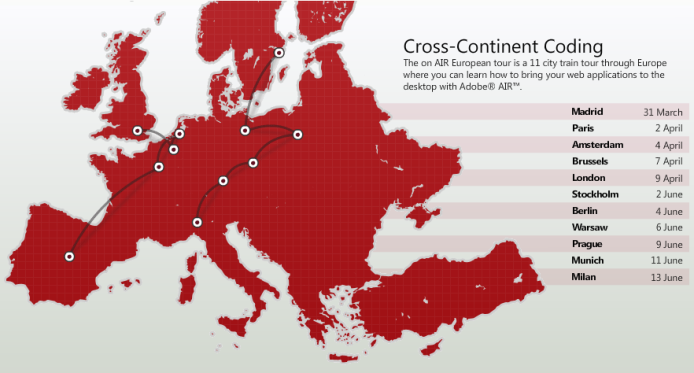 Cross-Continent Coding
The on AIR European tour is a 11 city train tour through Europe
where you can learn how to bring your web applications to the
desktop with Adobe® AIR™.
Madrid 31 March
Paris 2 April
Amsterdam 4 April
Brussels 7 April
London 9 April
Stockholm 2 June
Berlin 4 June
Warsaw 6 June
Prague 9 June
Munich 11 June
Milan 13 June